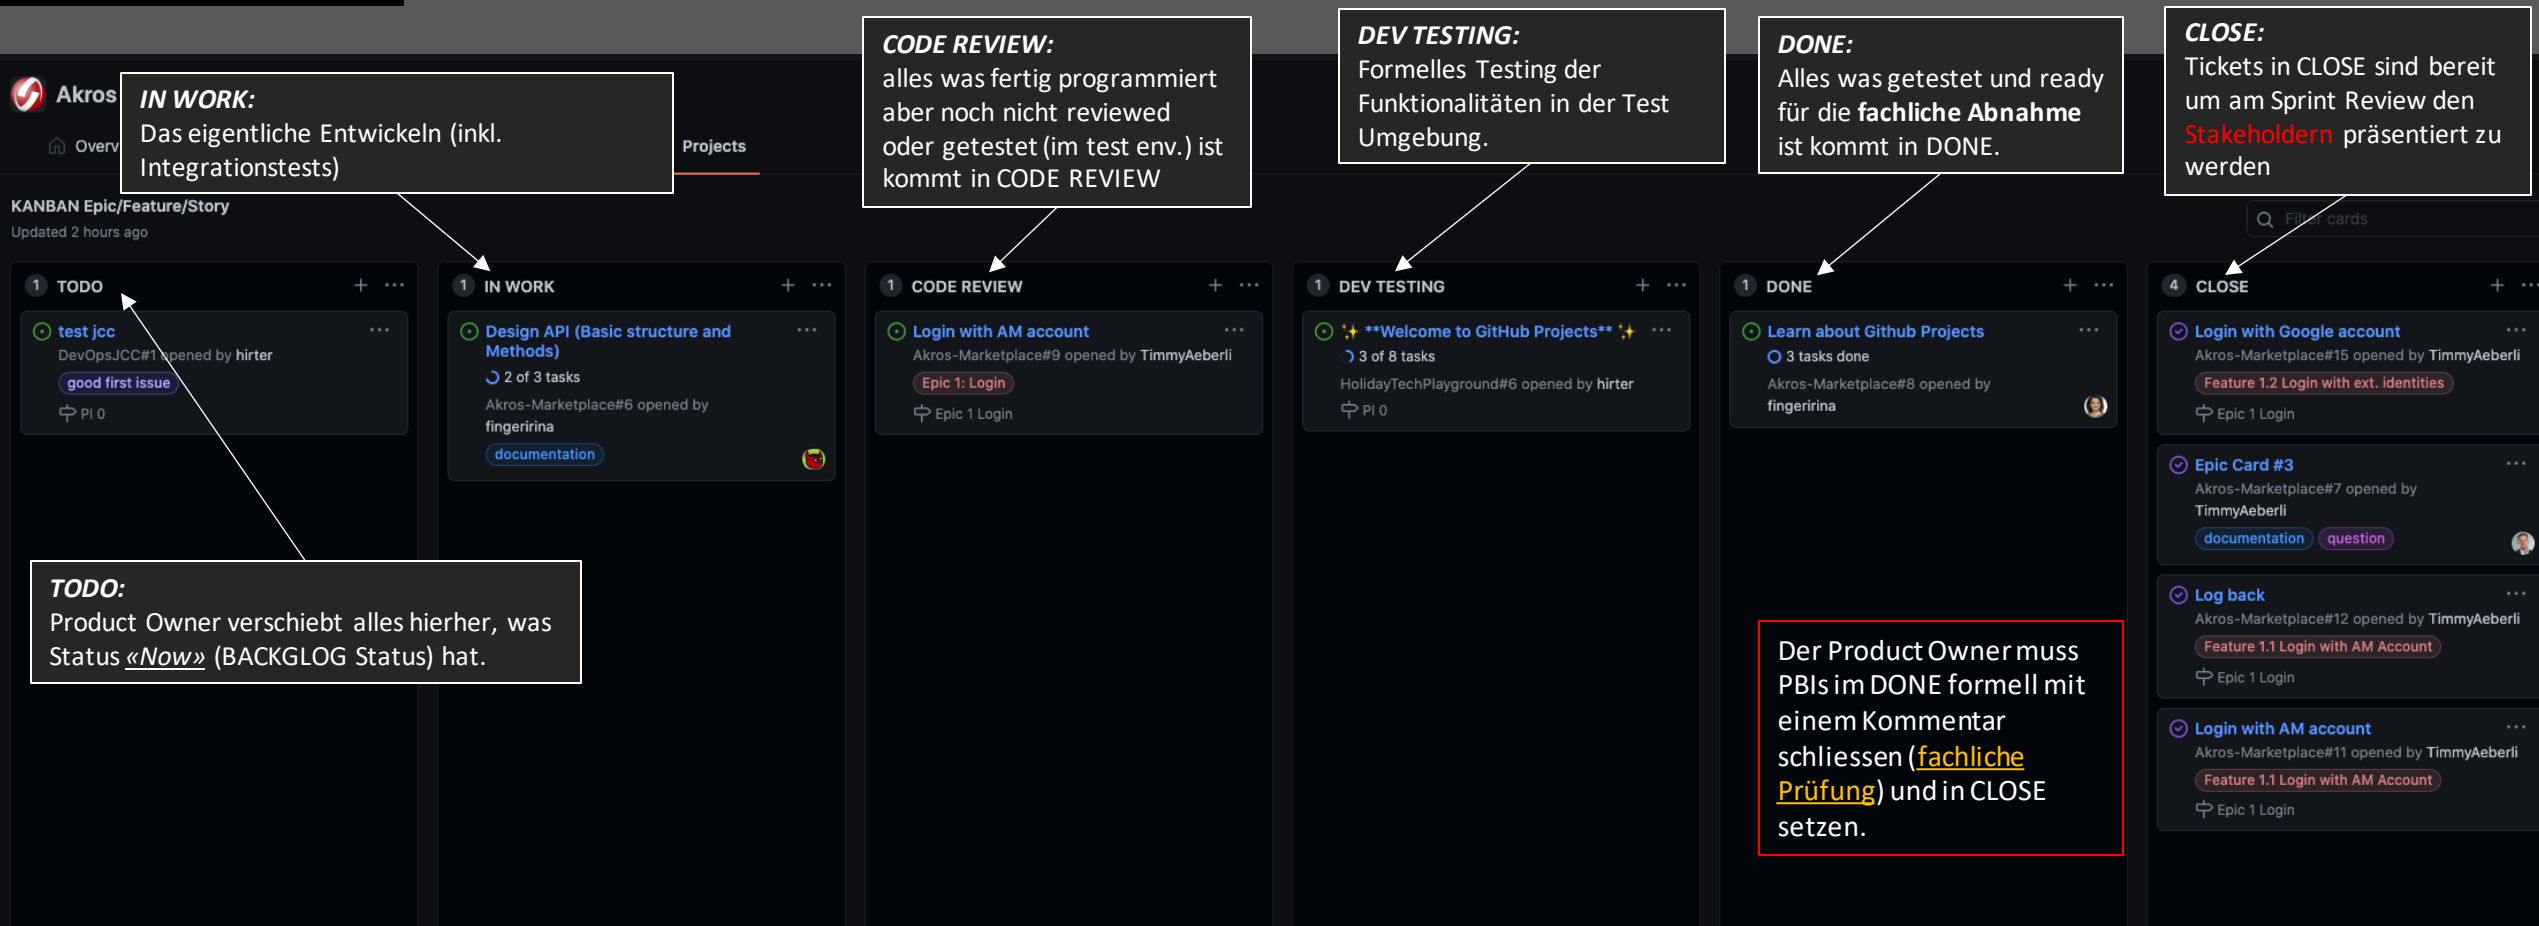 CODE REVIEW:
alles was fertig programmiert
aber noch nicht reviewed
oder getestet (im test env.) ist
kommt in CODE REVIEW
DEV TESTING:
Formelles Testing der
Funktionalitäten in der Test
Umgebung.
DONE:
Alles was getestet und ready
für die fachliche Abnahme
ist kommt in DONE.
CLOSE:
Tickets in CLOSE sind bereit
um am Sprint Review den
Stakeholdern präsentiert zu
werden
Akros
IN WORK:
Das eigentliche Entwickeln (inkl.
Integrationstests)
Overv
Projects
KANBAN Epic/Feature/Story
Updated 2 hours ago
Filter cards
1 TODO
test jcc
DevOpsJCC#1 opened by hirter
good first issue
PI 0
TODO:
Product Owner verschiebt alles hierher, was
Status «Now» (BACKGLOG Status) hat.
1 IN WORK
Design API (Basic structure and
Methods)
2 of 3 tasks
Akros-Marketplace#6 opened by
fingeririna
documentation
1 CODE REVIEW
Login with AM account
Akros-Marketplace#9 opened by TimmyAeberli
Epic 1: Login
Epic 1 Login
1 DEV TESTING
✨ **Welcome to GitHub Projects** ✨
3 of 8 tasks
HolidayTechPlayground#6 opened by hirter
PI 0
1 DONE
Learn about Github Projects
3 tasks done
Akros-Marketplace#8 opened by
fingeririna
Der Product Owner muss
PBIs im DONE formell mit
einem Kommentar
schliessen (fachliche
Prüfung) und in CLOSE
setzen.
4 CLOSE
Login with Google account
Akros-Marketplace#15 opened by TimmyAeberli
Feature 1.2 Login with ext. identities
Epic 1 Login
Epic Card #3
Akros-Marketplace#7 opened by
TimmyAeberli
documentation question
Log back
Akros-Marketplace#12 opened by TimmyAeberli
Feature 1.1 Login with AM Account
Epic 1 Login
Login with AM account
Akros-Marketplace#11 opened by TimmyAeberli
Feature 1.1 Login with AM Account
Epic 1 Login